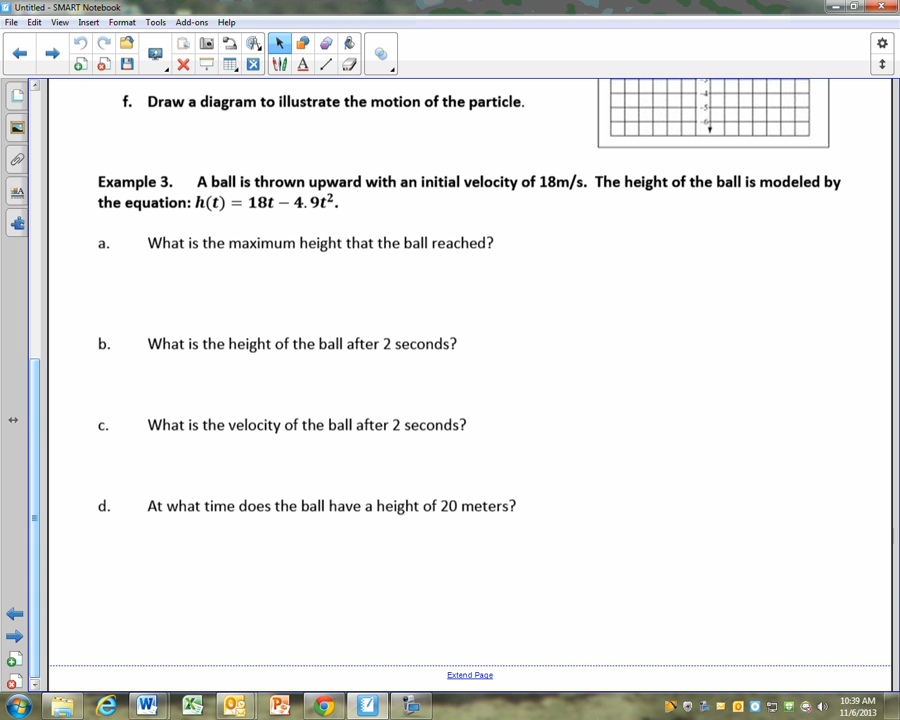 Untitled - SMART Notebook
File Edit View Insert Format Tools Add-ons Help
f. Draw a diagram to illustrate the motion of the particle.
-4
-5
Example 3. A ball is thrown upward with an initial velocity of 18m/s. The height of the ball is modeled by
the equation: h(t) = 18t − 4.9t².
a. What is the maximum height that the ball reached?
b. What is the height of the ball after 2 seconds?
c. What is the velocity of the ball after 2 seconds?
d. At what time does the ball have a height of 20 meters?
Extend Page
10:39 AM
11/6/2013